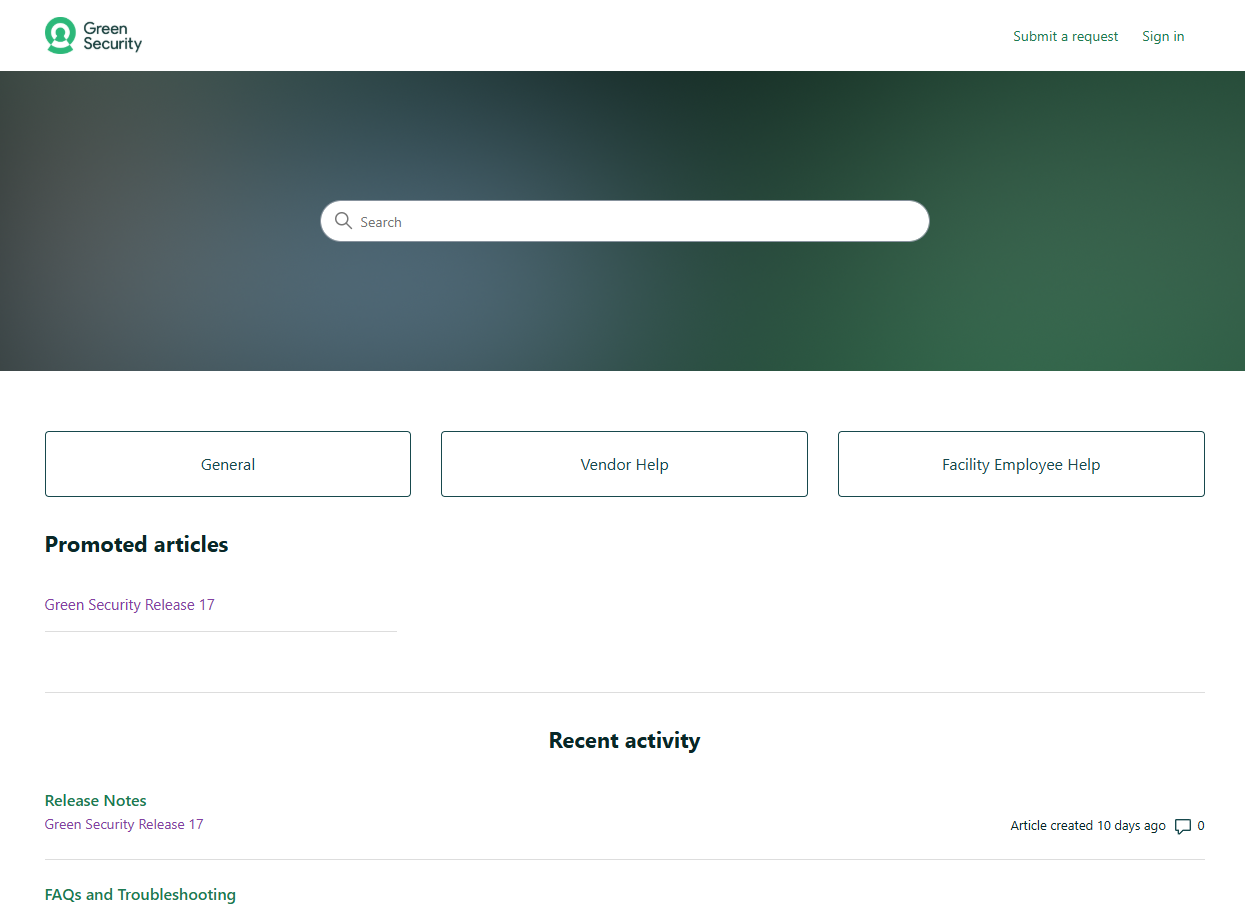 Green
Security
Submit a request
Sign in
Search
General
Vendor Help
Facility Employee Help
Promoted articles
Green Security Release 17
Recent activity
Release Notes
Green Security Release 17
Article created 10 days ago
0
FAQs and Troubleshooting